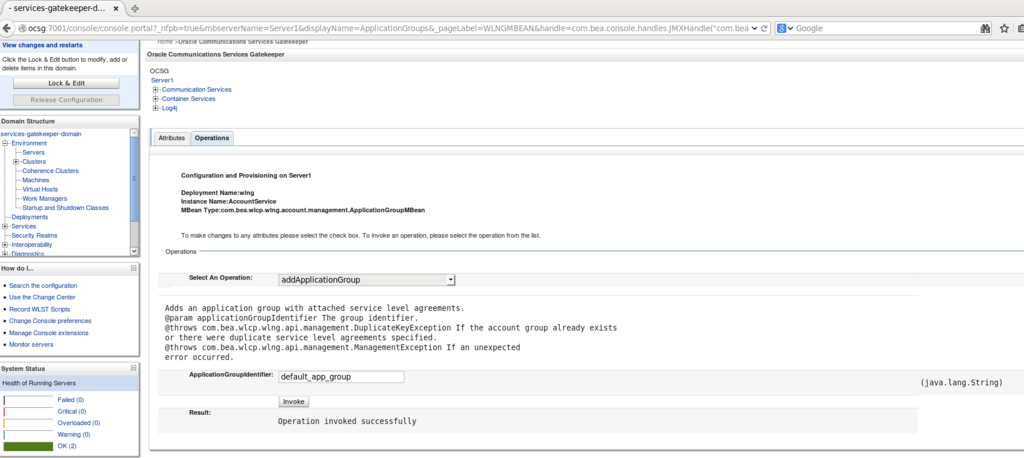 - services-gatekeeper-d...
ocsg:7001/console/console.portal?_nfpb=true&mbserverName=Server1&displayName=ApplicationGroups&_pageLabel=WLNGMBEAN&handle=com.bea.console.handles.JMXHandle("com.bea
Google
View changes and restarts
Click the Lock & Edit button to modify, add or
delete items in this domain.
Lock & Edit
Release Configuration
Domain Structure
services-gatekeeper-domain
Environment
Servers
Clusters
Coherence Clusters
Machines
Virtual Hosts
Work Managers
Startup and Shutdown Classes
Deployments
Services
Security Realms
Interoperability
Diagnostics
How do I...
Search the configuration
Use the Change Center
Record WLST Scripts
Change Console preferences
Manage Console extensions
Monitor servers
System Status
Health of Running Servers
Failed (0)
Critical (0)
Overloaded (0)
Warning (0)
OK (2)
Home >Oracle Communications Services Gatekeeper
Oracle Communications Services Gatekeeper
OCSG
Server1
Communication Services
Container Services
Log4j
Attributes
Operations
Configuration and Provisioning on Server1
Deployment Name:wlng
Instance Name:AccountService
MBean Type:com.bea.wlcp.wlng.account.management.ApplicationGroupMBean
To make changes to any attributes please select the check box. To invoke an operation, please select the operation from the list.
Operations
Select An Operation:
addApplicationGroup
Adds an application group with attached service level agreements.
@param applicationGroupIdentifier The group identifier.
@throws com.bea.wlcp.wlng.api.management.DuplicateKeyException If the account group already exists
or there were duplicate service level agreements specified.
@throws com.bea.wlcp.wlng.api.management.ManagementException If an unexpected
error occurred.
ApplicationGroupIdentifier:
default_app_group
(java.lang.String)
Invoke
Result:
Operation invoked successfully